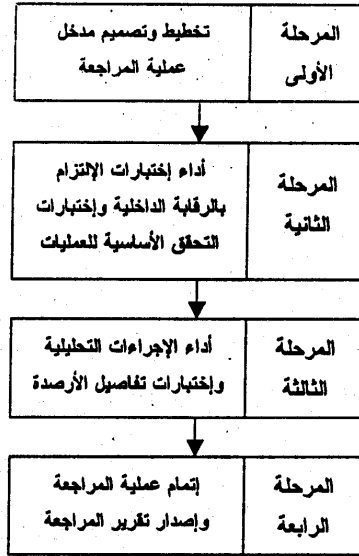 المرحلة
الأولى
تخطيط وتصميم مدخل
عملية المراجعة
المرحلة
الثانية
أداء إختبارات الإلتزام
بالرقابة الداخلية وإختبارات
التحقق الأساسية للعمليات
المرحلة
الثالثة
أداء الإجراءات التحليلية
وإختبارات تفاصيل الأرصدة
المرحلة
الرابعة
إتمام عملية المراجعة
وإصدار تقرير المراجعة